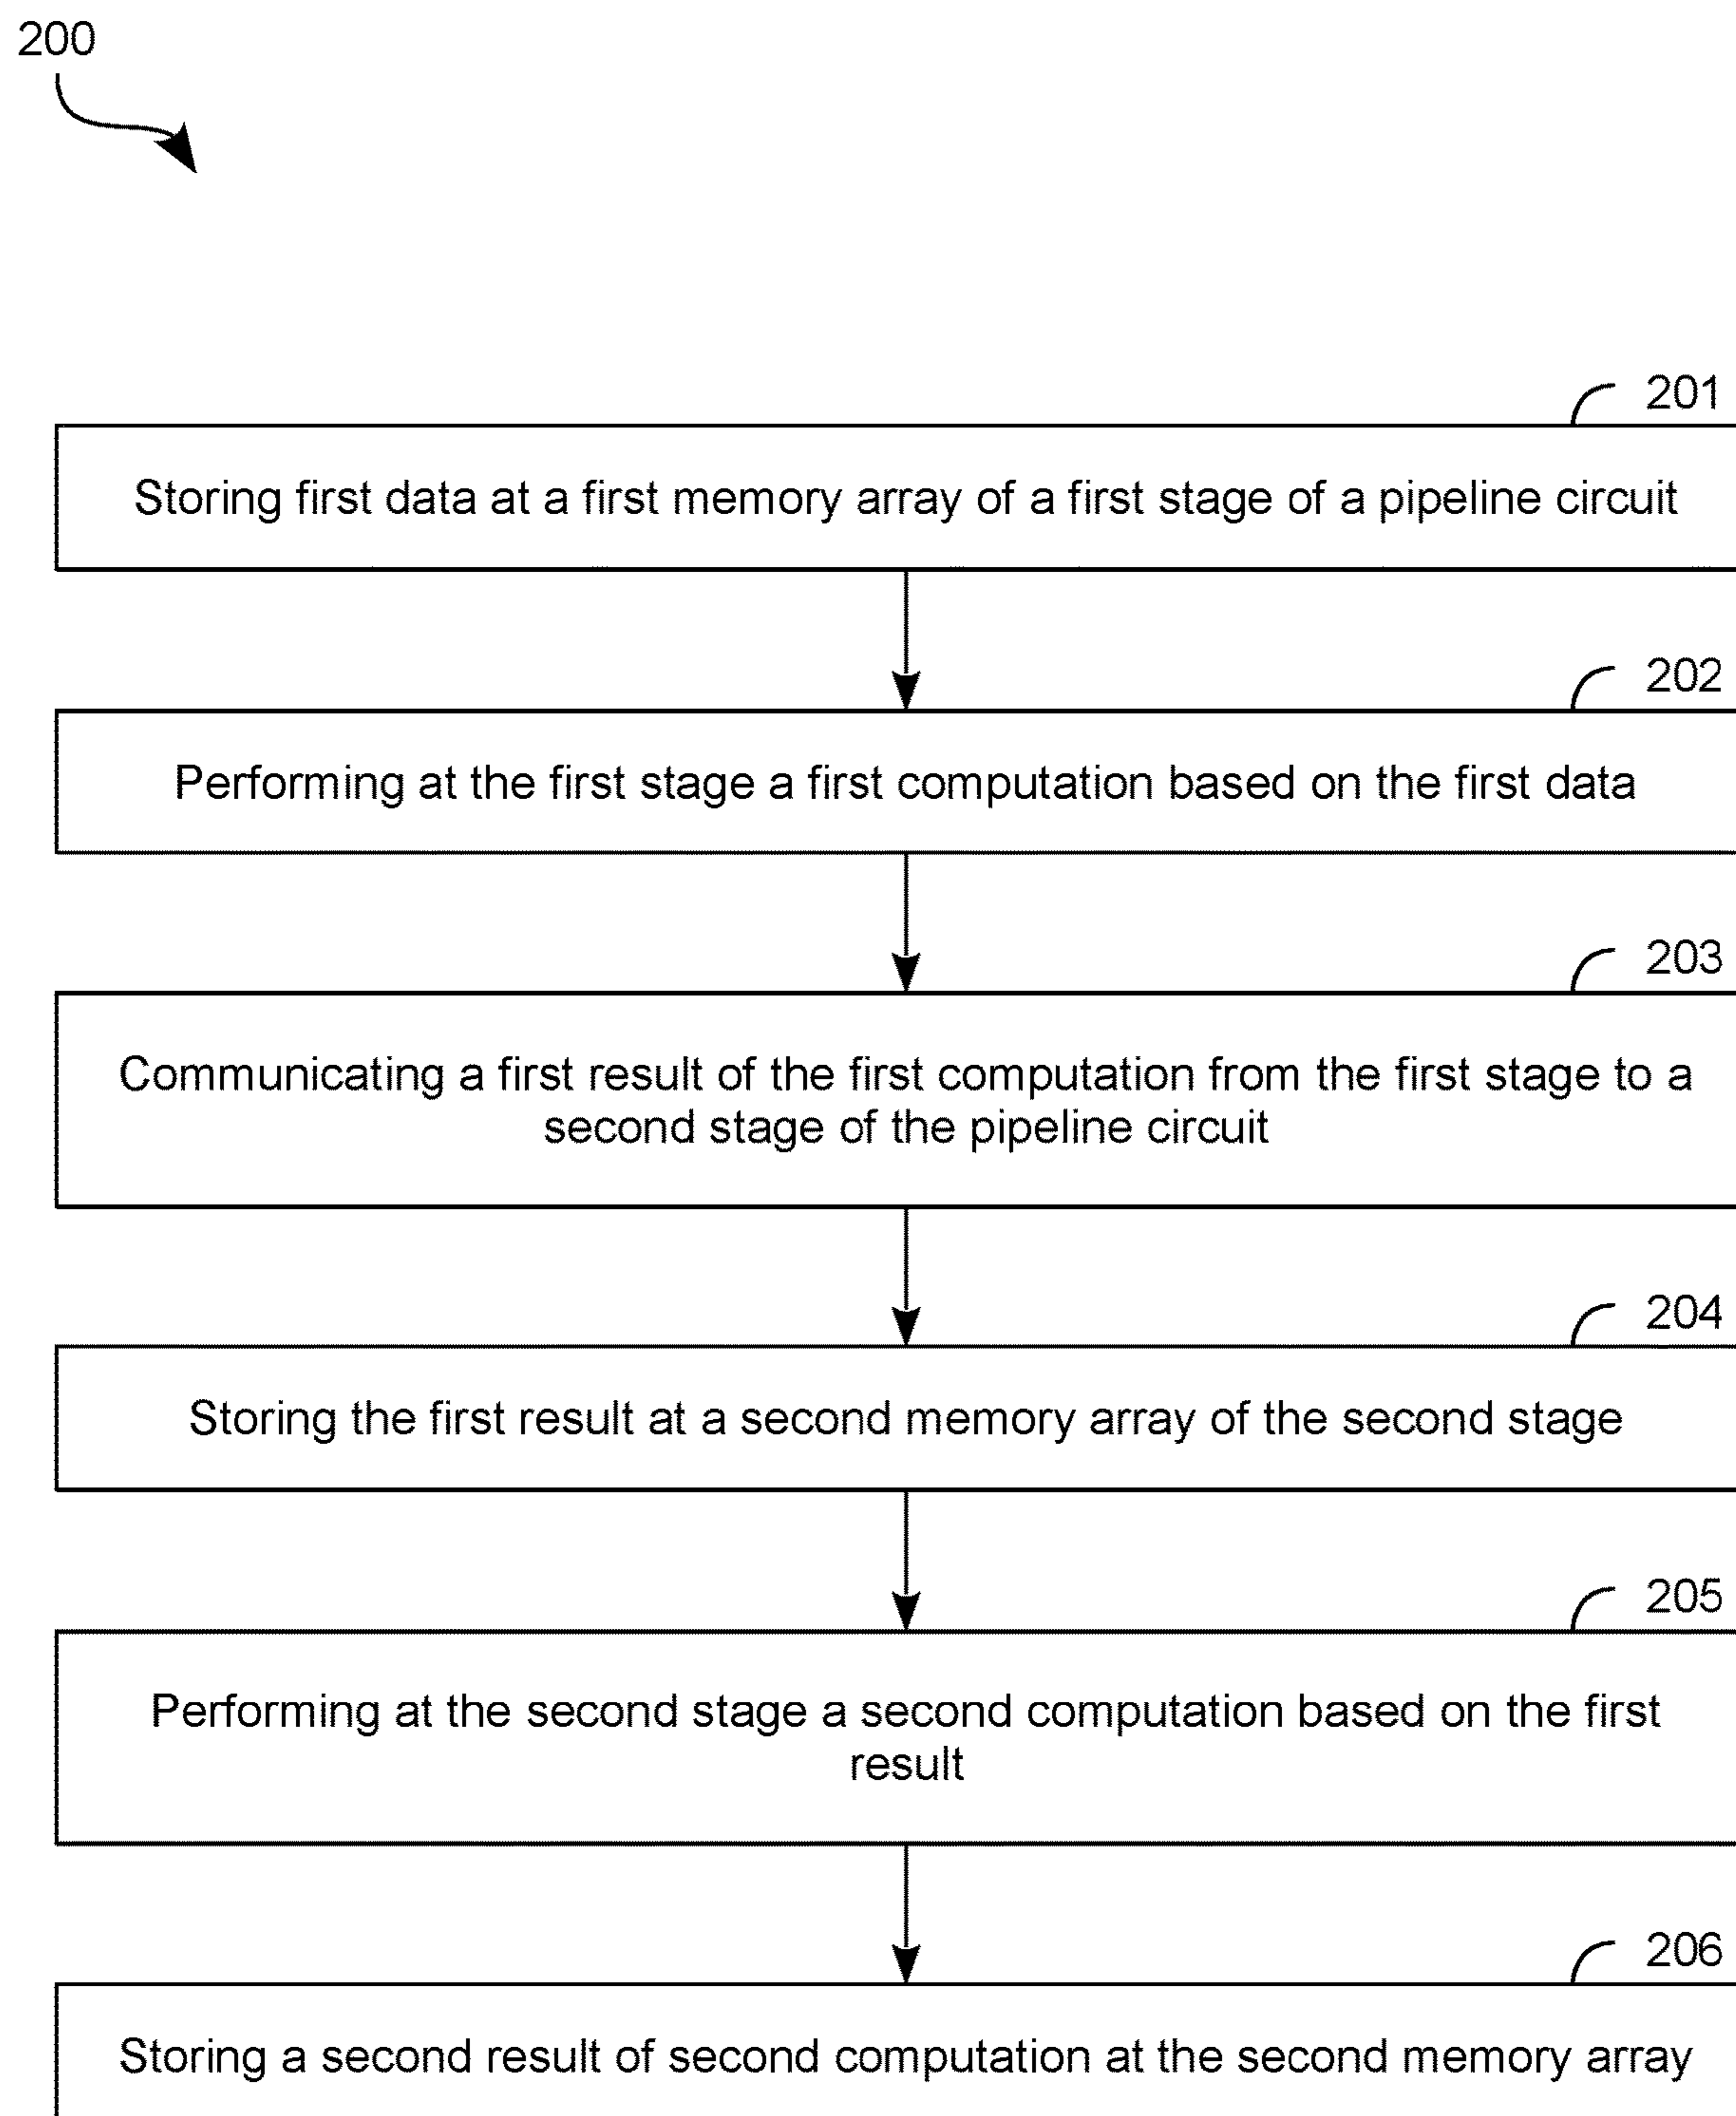 200
201
Storing first data at a first memory array of a first stage of a pipeline circuit
202
Performing at the first stage a first computation based on the first data
203
Communicating a first result of the first computation from the first stage to a
second stage of the pipeline circuit
204
Storing the first result at a second memory array of the second stage
205
Performing at the second stage a second computation based on the first
result
206
Storing a second result of second computation at the second memory array